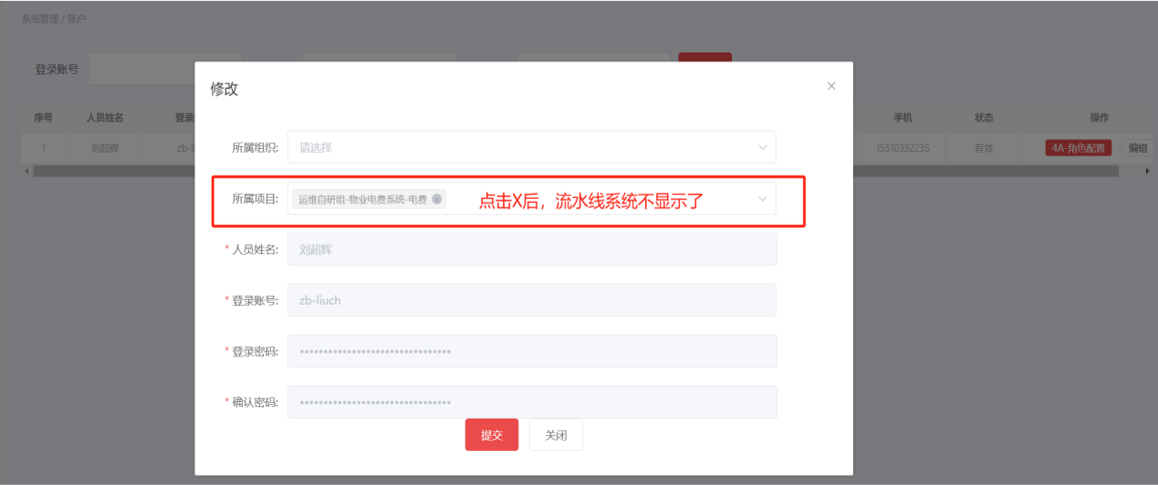 系统管理 / 账户
登录账号
序号 人员姓名 登录 手机 状态 操作
1 刘超辉 zb-l 15510332235 有效 4A-角色配置 编辑
修改
所属组织: 请选择
所属项目: 运维自研组-物业电费系统-电费 点击X后，流水线系统不显示了
* 人员姓名: 刘超辉
* 登录账号: zb-liuch
* 登录密码: ••••••••••••••••••••••••••••••••
* 确认密码: ••••••••••••••••••••••••••••••••
提交 关闭